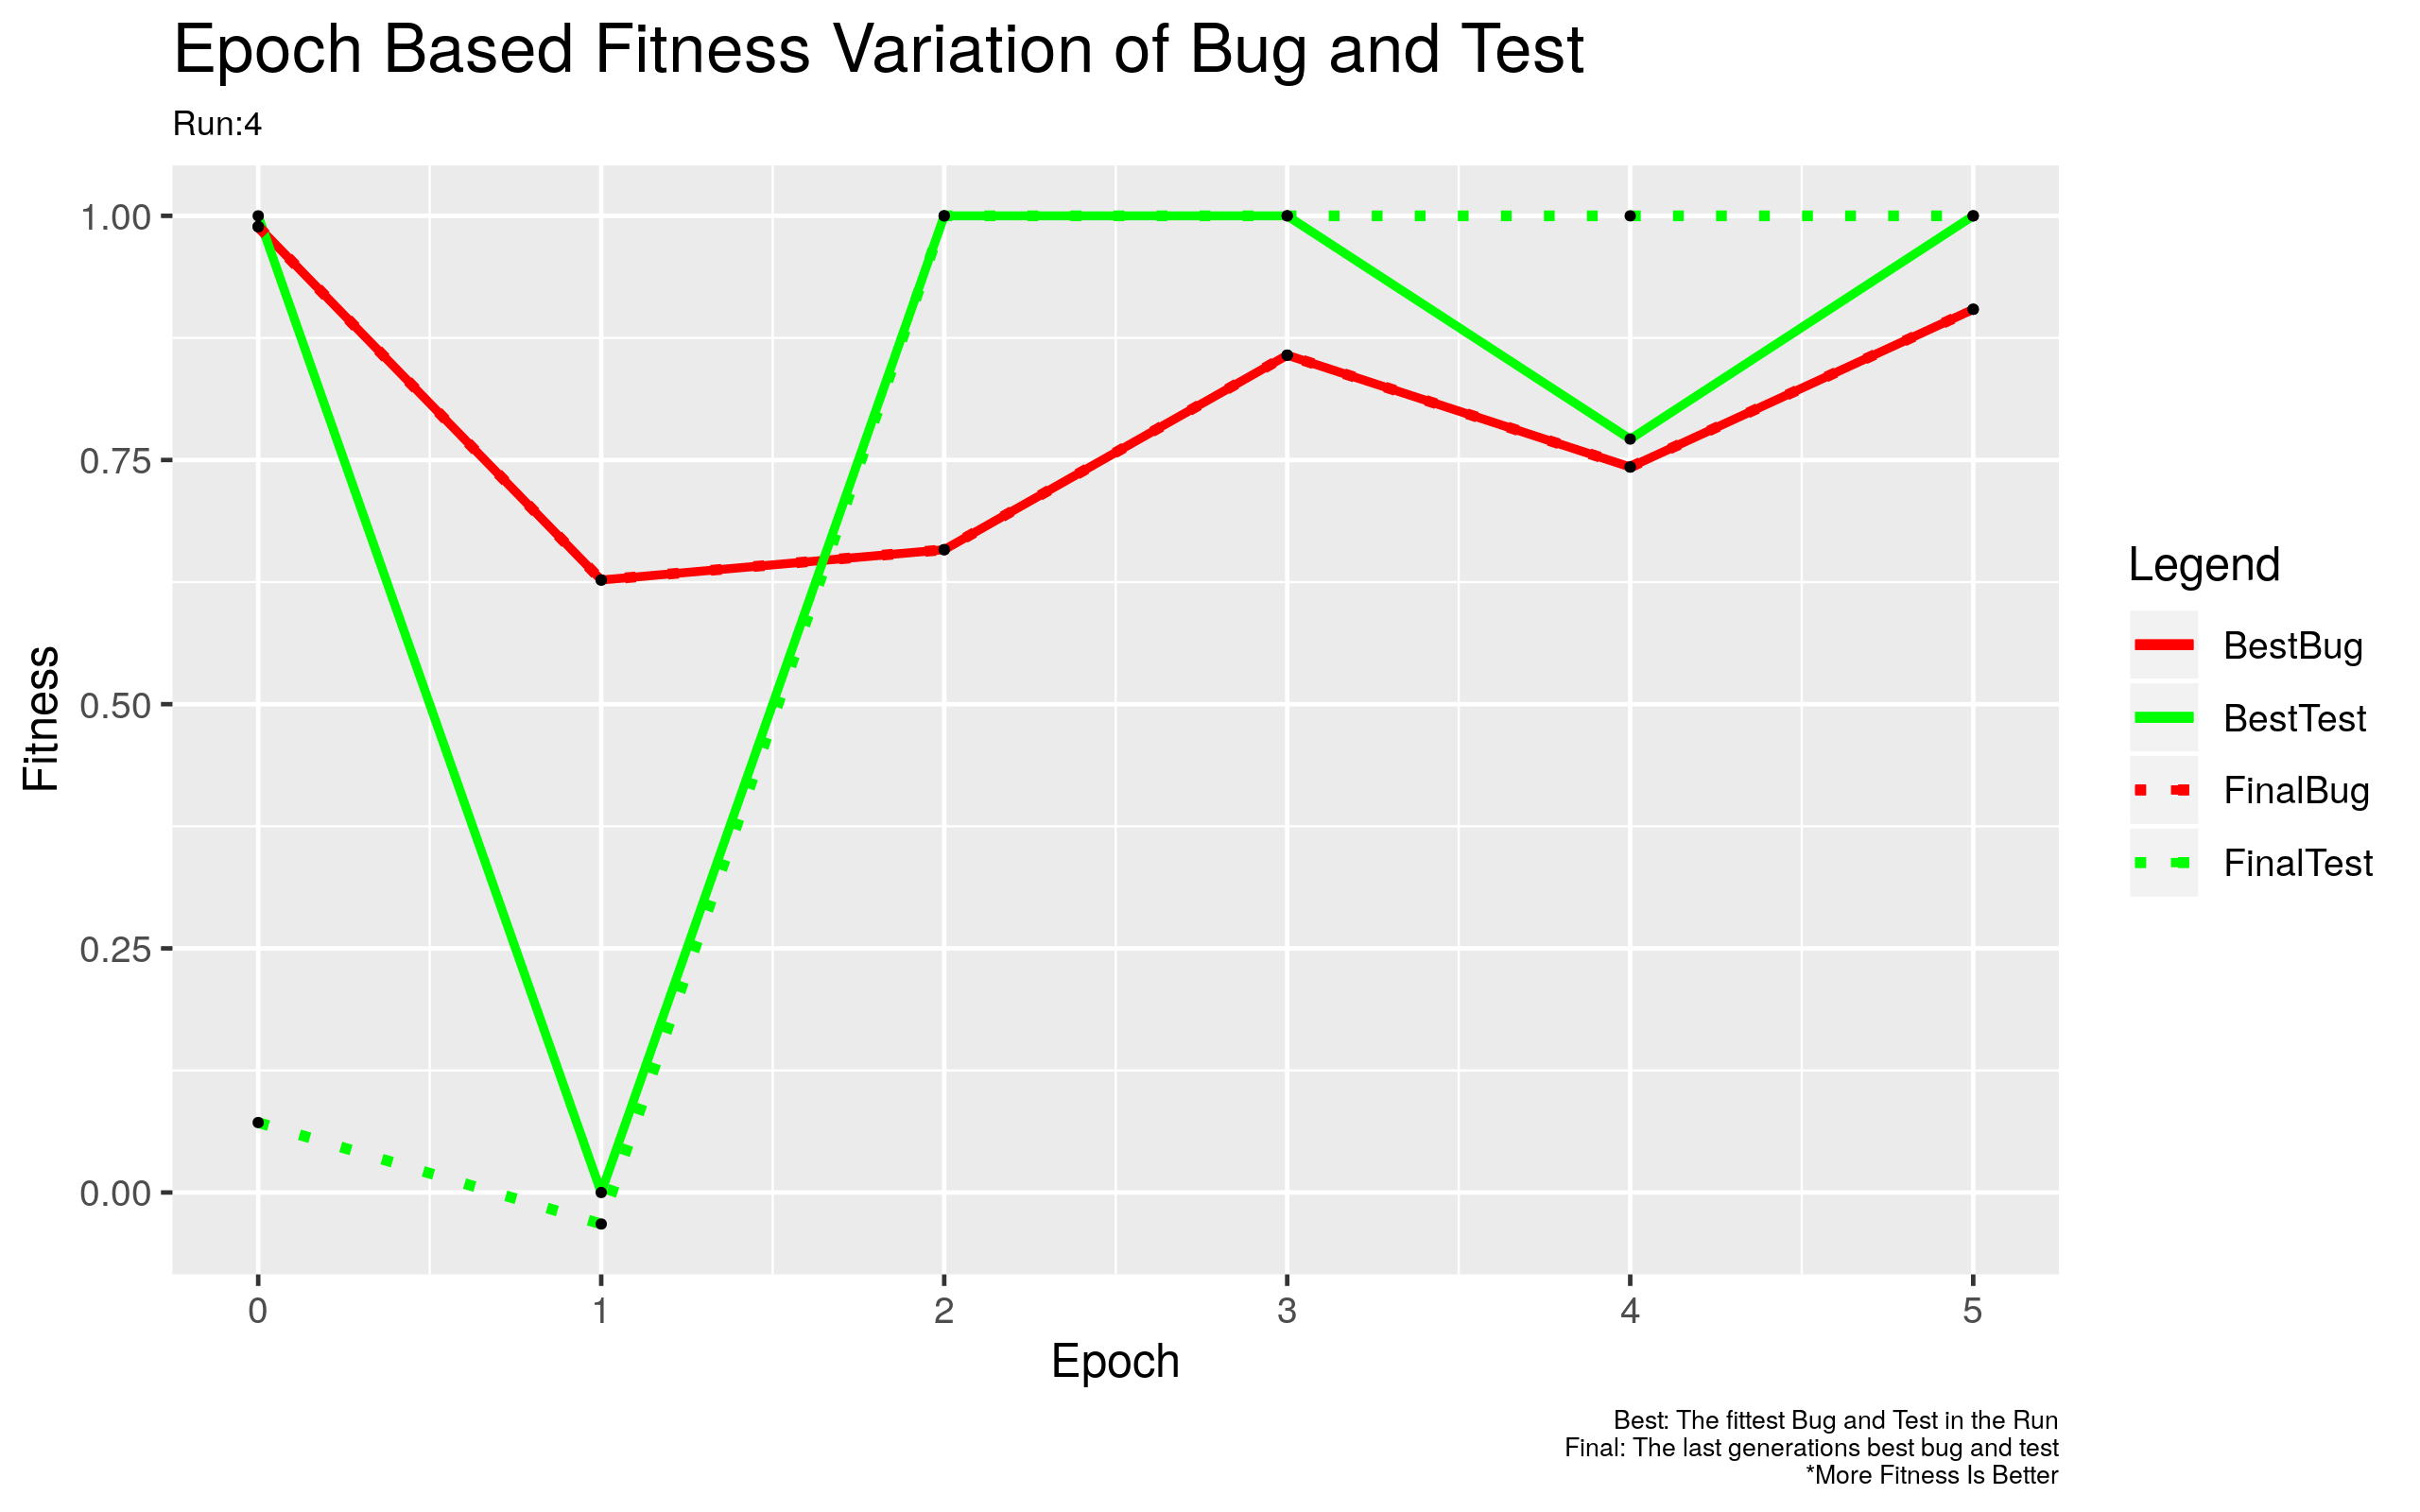 Epoch Based Fitness Variation of Bug and Test
Run:4
1.00
0.75
0.50
0.25
0.00
Fitness
0 1 2 3 4 5
Epoch
Legend
BestBug
BestTest
FinalBug
FinalTest
Best: The fittest Bug and Test in the Run
Final: The last generations best bug and test
*More Fitness Is Better